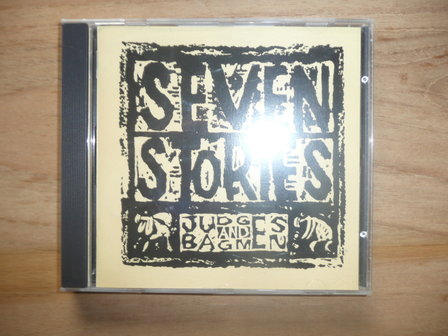 SEVEN
STORIES
JUDGES
AND
BAGMEN